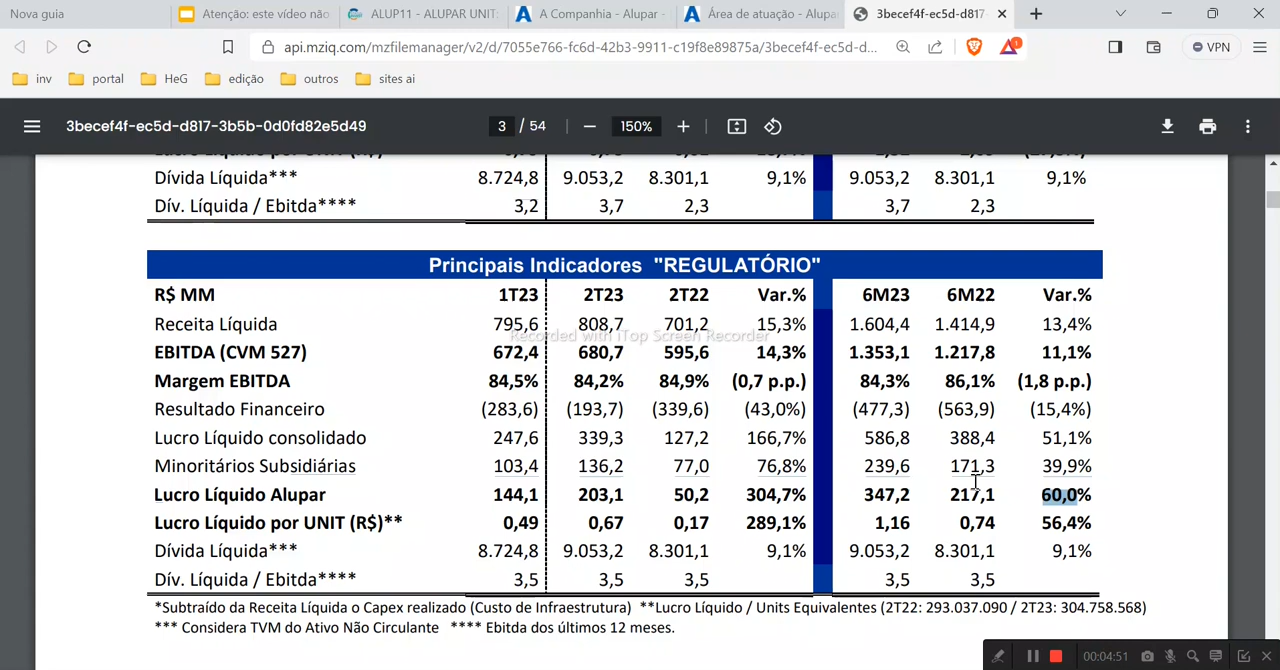 Nova guia
Atenção: este vídeo não
ALUP11 - ALUPAR UNIT:
A Companhia - Alupar -
Área de atuação - Alupa
3becef4f-ec5d-d817-
api.mziq.com/mzfilemanager/v2/d/7055e766-fc6d-42b3-9911-c19f8e89875a/3becef4f-ec5d-d...
1
VPN
inv portal HeG edição outros sites ai
3becef4f-ec5d-d817-3b5b-0d0fd82e5d49 3 / 54 150%
Dívida Líquida*** 8.724,8 9.053,2 8.301,1 9,1% 9.053,2 8.301,1 9,1%
Dív. Líquida / Ebitda**** 3,2 3,7 2,3 3,7 2,3
Principais Indicadores "REGULATÓRIO"
R$ MM 1T23 2T23 2T22 Var.% 6M23 6M22 Var.%
Receita Líquida 795,6 808,7 701,2 15,3% 1.604,4 1.414,9 13,4%
Recorded with iTop Screen Recorder
EBITDA (CVM 527) 672,4 680,7 595,6 14,3% 1.353,1 1.217,8 11,1%
Margem EBITDA 84,5% 84,2% 84,9% (0,7 p.p.) 84,3% 86,1% (1,8 p.p.)
Resultado Financeiro (283,6) (193,7) (339,6) (43,0%) (477,3) (563,9) (15,4%)
Lucro Líquido consolidado 247,6 339,3 127,2 166,7% 586,8 388,4 51,1%
Minoritários Subsidiárias 103,4 136,2 77,0 76,8% 239,6 171,3 39,9%
Lucro Líquido Alupar 144,1 203,1 50,2 304,7% 347,2 217,1 60,0%
Lucro Líquido por UNIT (R$)** 0,49 0,67 0,17 289,1% 1,16 0,74 56,4%
Dívida Líquida*** 8.724,8 9.053,2 8.301,1 9,1% 9.053,2 8.301,1 9,1%
Dív. Líquida / Ebitda**** 3,5 3,5 3,5 3,5 3,5
*Subtraído da Receita Líquida o Capex realizado (Custo de Infraestrutura) **Lucro Líquido / Units Equivalentes (2T22: 293.037.090 / 2T23: 304.758.568)
*** Considera TVM do Ativo Não Circulante **** Ebitda dos últimos 12 meses.
00:04:51